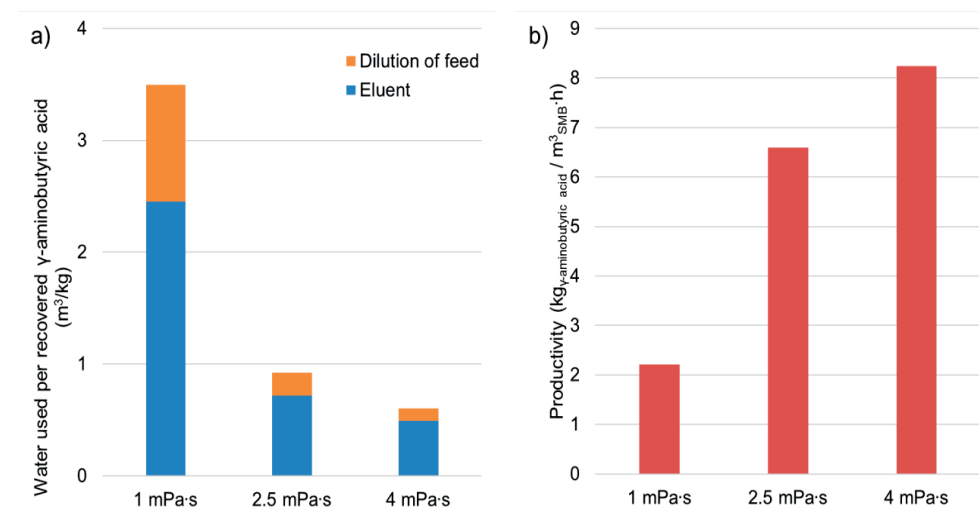 a)
Water used per recovered γ-aminobutyric acid
(m³/kg)
4
3
2
1
0
Dilution of feed
Eluent
1 mPa·s 2.5 mPa·s 4 mPa·s
b)
Productivity (kgγ-aminobutyric acid / m³SMB·h)
9
8
7
6
5
4
3
2
1
0
1 mPa·s 2.5 mPa·s 4 mPa·s